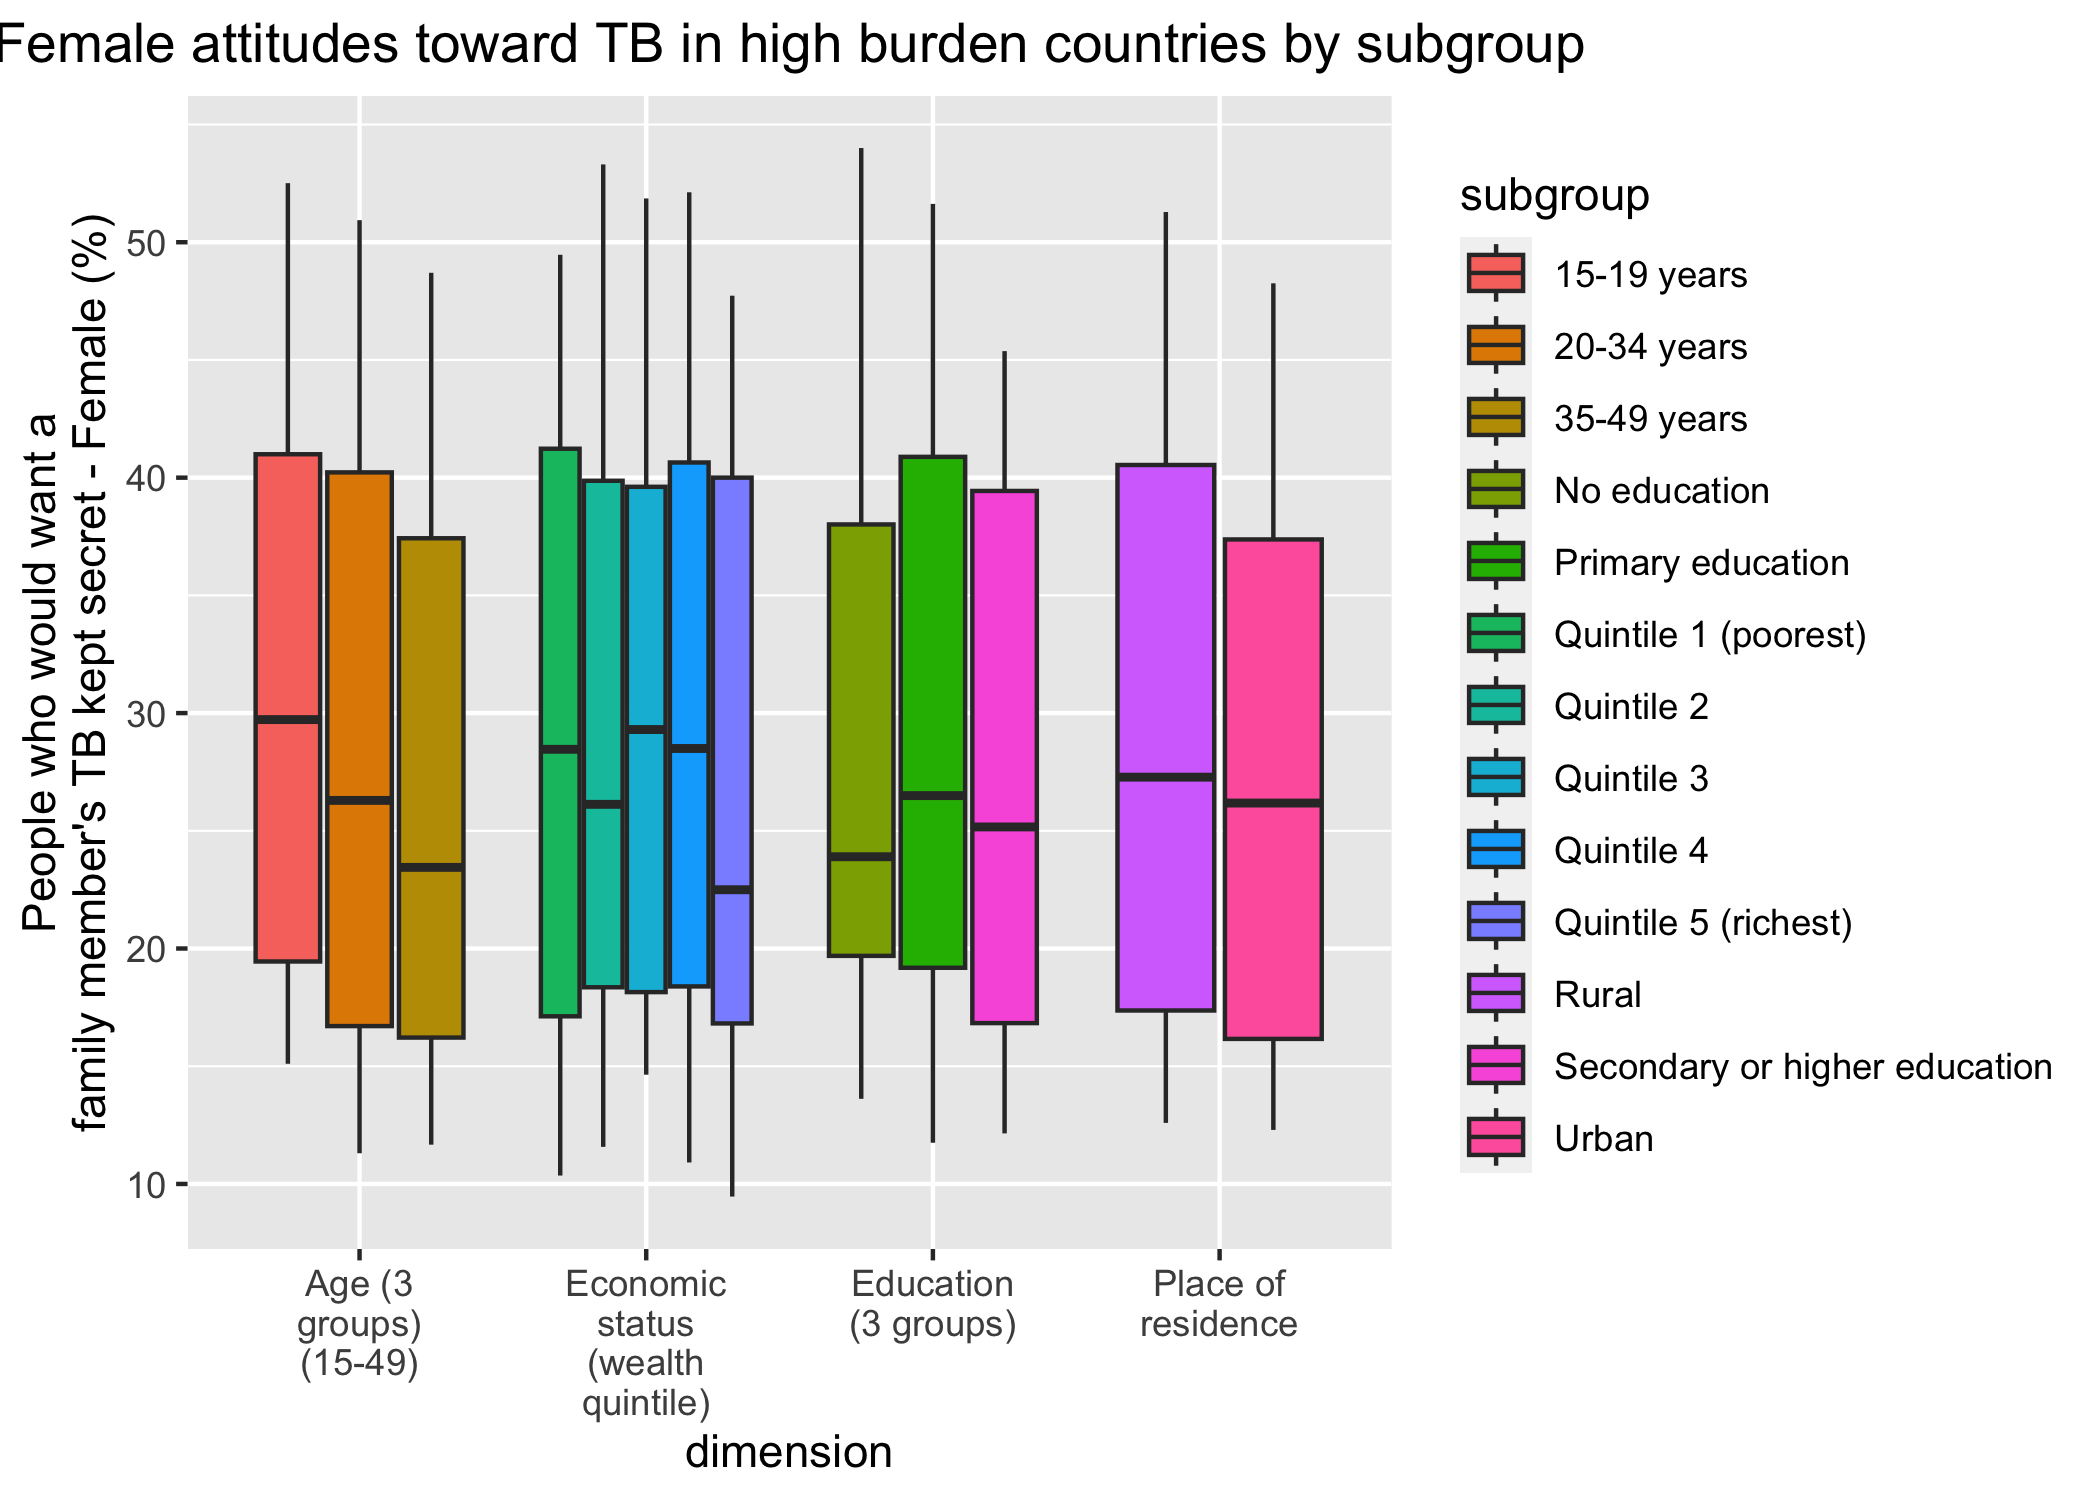 Female attitudes toward TB in high burden countries by subgroup
People who would want a
family member's TB kept secret - Female (%)
50
40
30
20
10
Age (3
groups)
(15-49)
Economic
status
(wealth
quintile)
Education
(3 groups)
Place of
residence
dimension
subgroup
15-19 years
20-34 years
35-49 years
No education
Primary education
Quintile 1 (poorest)
Quintile 2
Quintile 3
Quintile 4
Quintile 5 (richest)
Rural
Secondary or higher education
Urban